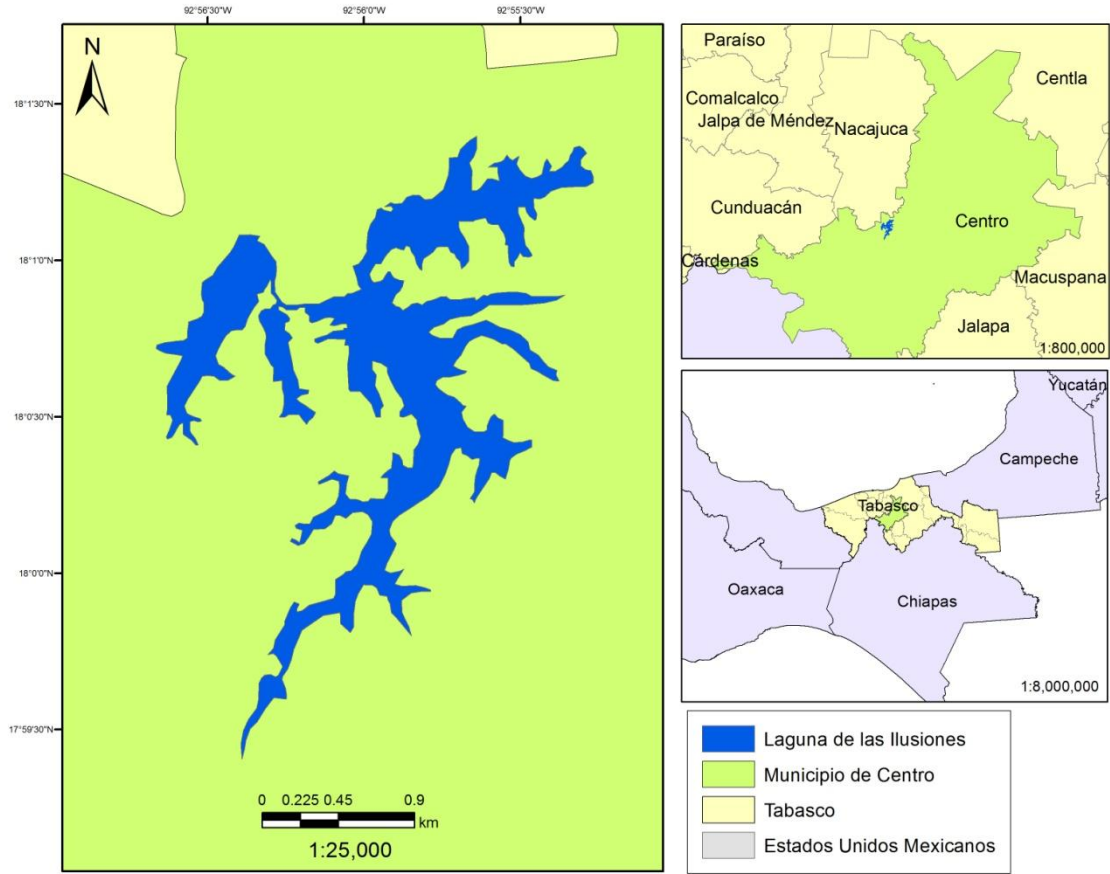 92°56'30"W
92°56'0"W
92°55'30"W
N
18°1'30"N
18°1'0"N
18°0'30"N
18°0'0"N
17°59'30"N
0 0.225 0.45 0.9
km
1:25,000
Paraíso
Centla
Comalcalco
Jalpa de Méndez
Nacajuca
Cunduacán
Centro
Cárdenas
Macuspana
Jalapa
1:800,000
Yucatán
Campeche
Tabasco
Oaxaca
Chiapas
1:8,000,000
Laguna de las Ilusiones
Municipio de Centro
Tabasco
Estados Unidos Mexicanos